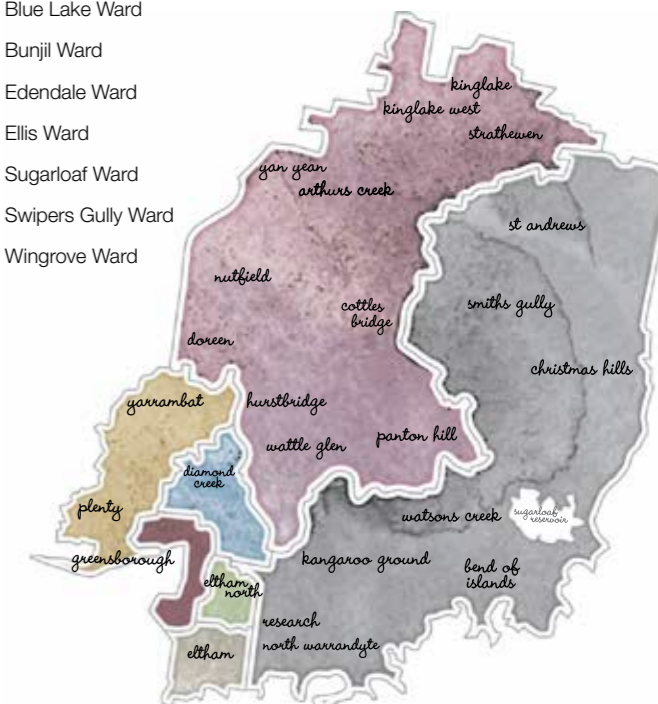 Blue Lake Ward
Bunjil Ward
Edendale Ward
Ellis Ward
Sugarloaf Ward
Swipers Gully Ward
Wingrove Ward
kinglake
kinglake west
strathewen
yan yean
arthurs creek
st andrews
nutfield
smiths gully
cottles
bridge
doreen
christmas hills
yarrambat
hurstbridge
wattle glen
panton hill
diamond
creek
plenty
watsons creek
sugarloaf
reservoir
greensborough
kangaroo ground
bend of
islands
eltham
north
research
north warrandyte
eltham